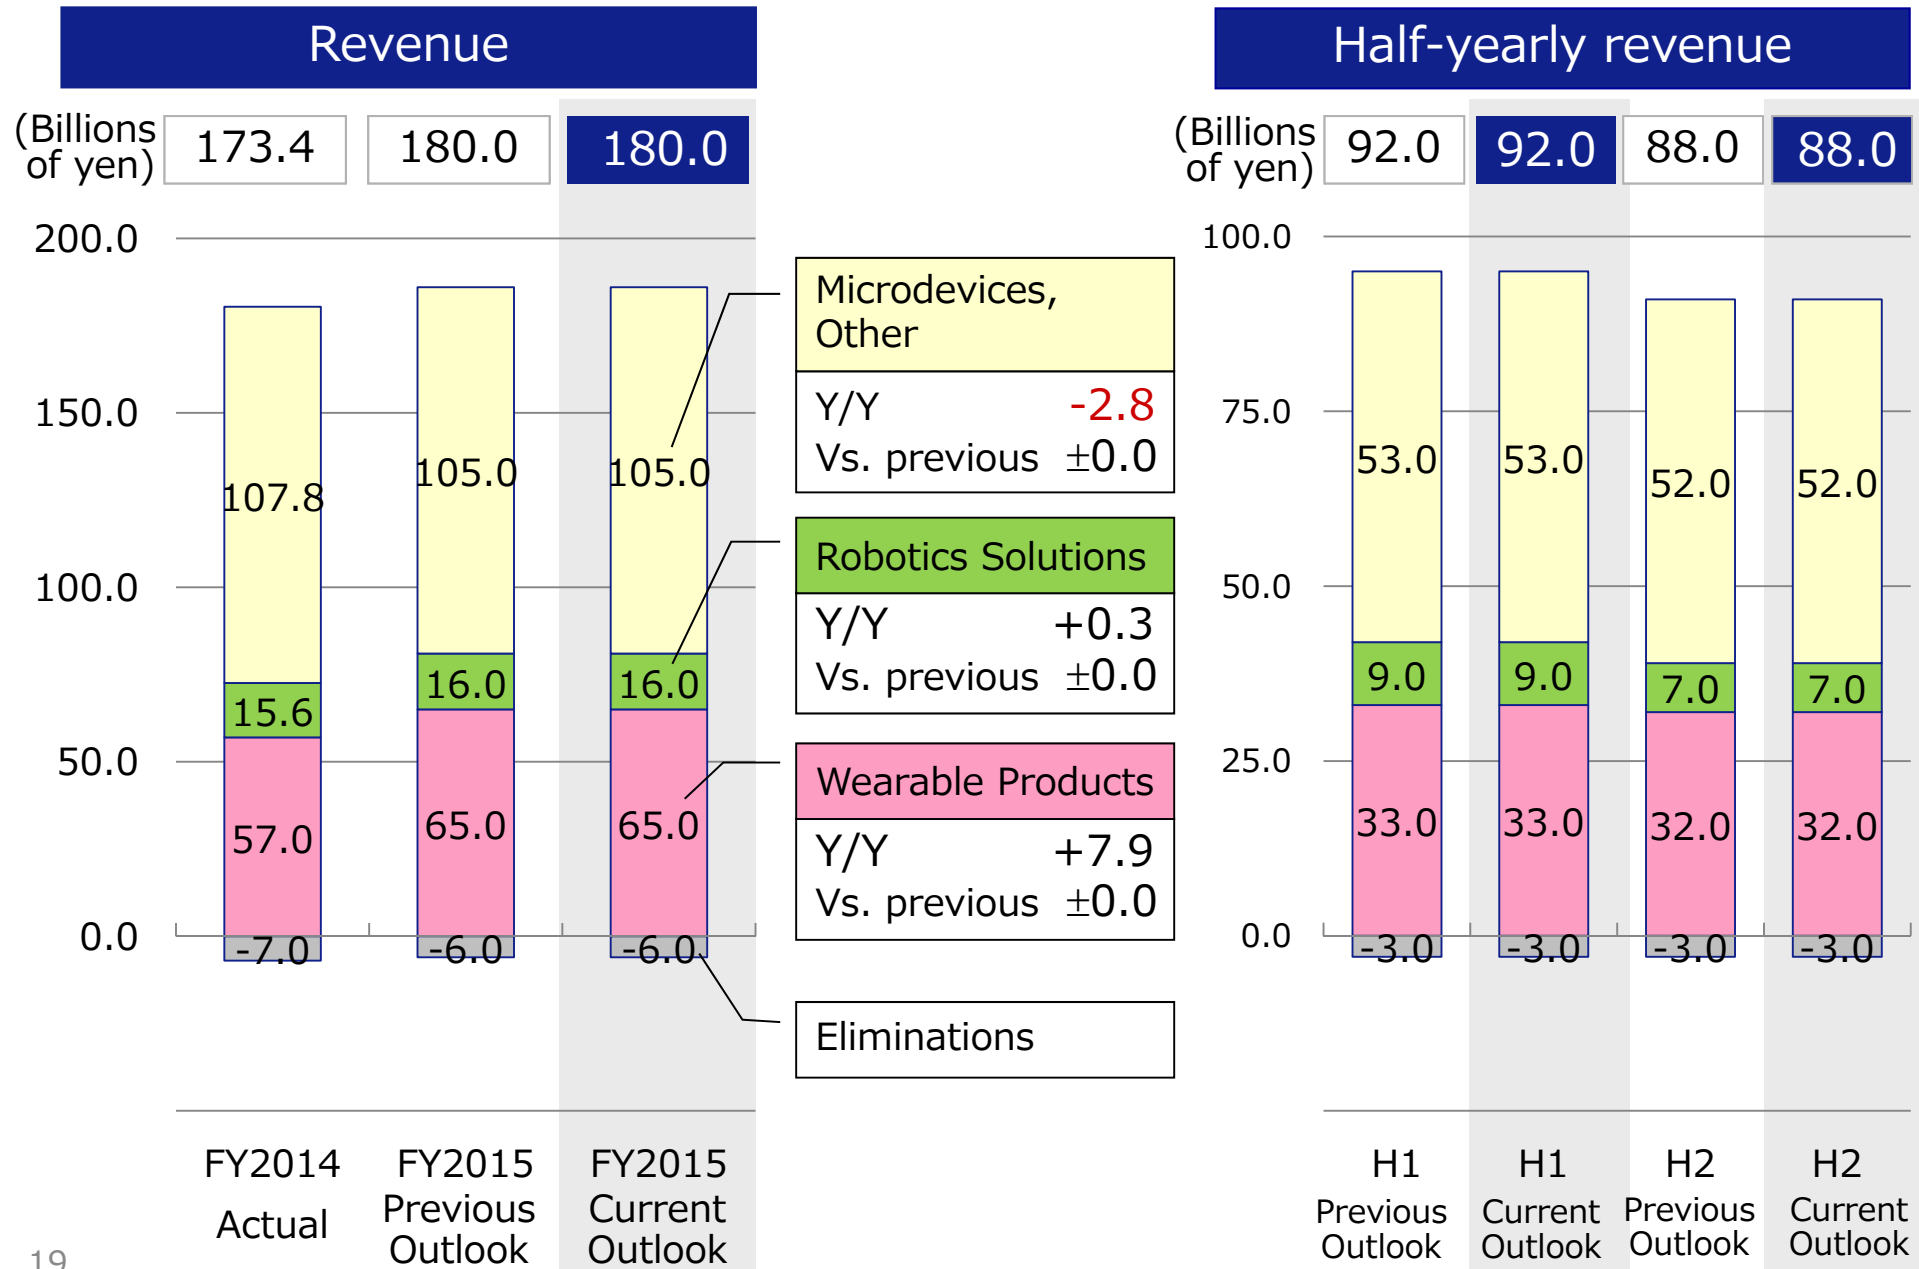 Revenue
(Billions
of yen)
173.4
180.0
180.0
200.0
150.0
100.0
50.0
0.0
107.8
15.6
57.0
-7.0
105.0
16.0
65.0
-6.0
105.0
16.0
65.0
-6.0
FY2014
Actual
FY2015
Previous
Outlook
FY2015
Current
Outlook
Microdevices,
Other
Y/Y -2.8
Vs. previous ±0.0
Robotics Solutions
Y/Y +0.3
Vs. previous ±0.0
Wearable Products
Y/Y +7.9
Vs. previous ±0.0
Eliminations
Half-yearly revenue
(Billions
of yen)
92.0
92.0
88.0
88.0
100.0
75.0
50.0
25.0
0.0
53.0
9.0
33.0
-3.0
53.0
9.0
33.0
-3.0
52.0
7.0
32.0
-3.0
52.0
7.0
32.0
-3.0
H1
Previous
Outlook
H1
Current
Outlook
H2
Previous
Outlook
H2
Current
Outlook
19